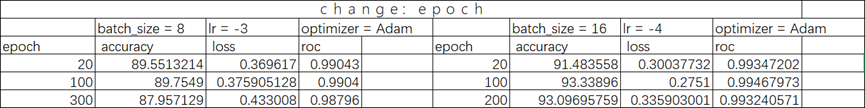 change: epoch
batch_size = 8 lr = -3 optimizer = Adam batch_size = 16 lr = -4 optimizer = Adam
epoch accuracy loss roc epoch accuracy loss roc
20 89.5513214 0.369617 0.99043 20 91.483558 0.30037732 0.99347202
100 89.7549 0.375905128 0.9904 100 93.33896 0.2751 0.99467973
300 87.957129 0.433008 0.98796 200 93.09695759 0.335903001 0.993240571